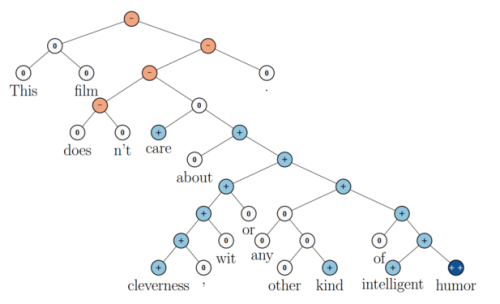 −
0 −
0 0 − 0
This film .
− 0
0 0 + +
does n't care
0 +
about
+ +
+ 0 0 +
or
+ 0 0 0 0 +
wit any of
+ 0 0 + + ++
cleverness , other kind intelligent humor